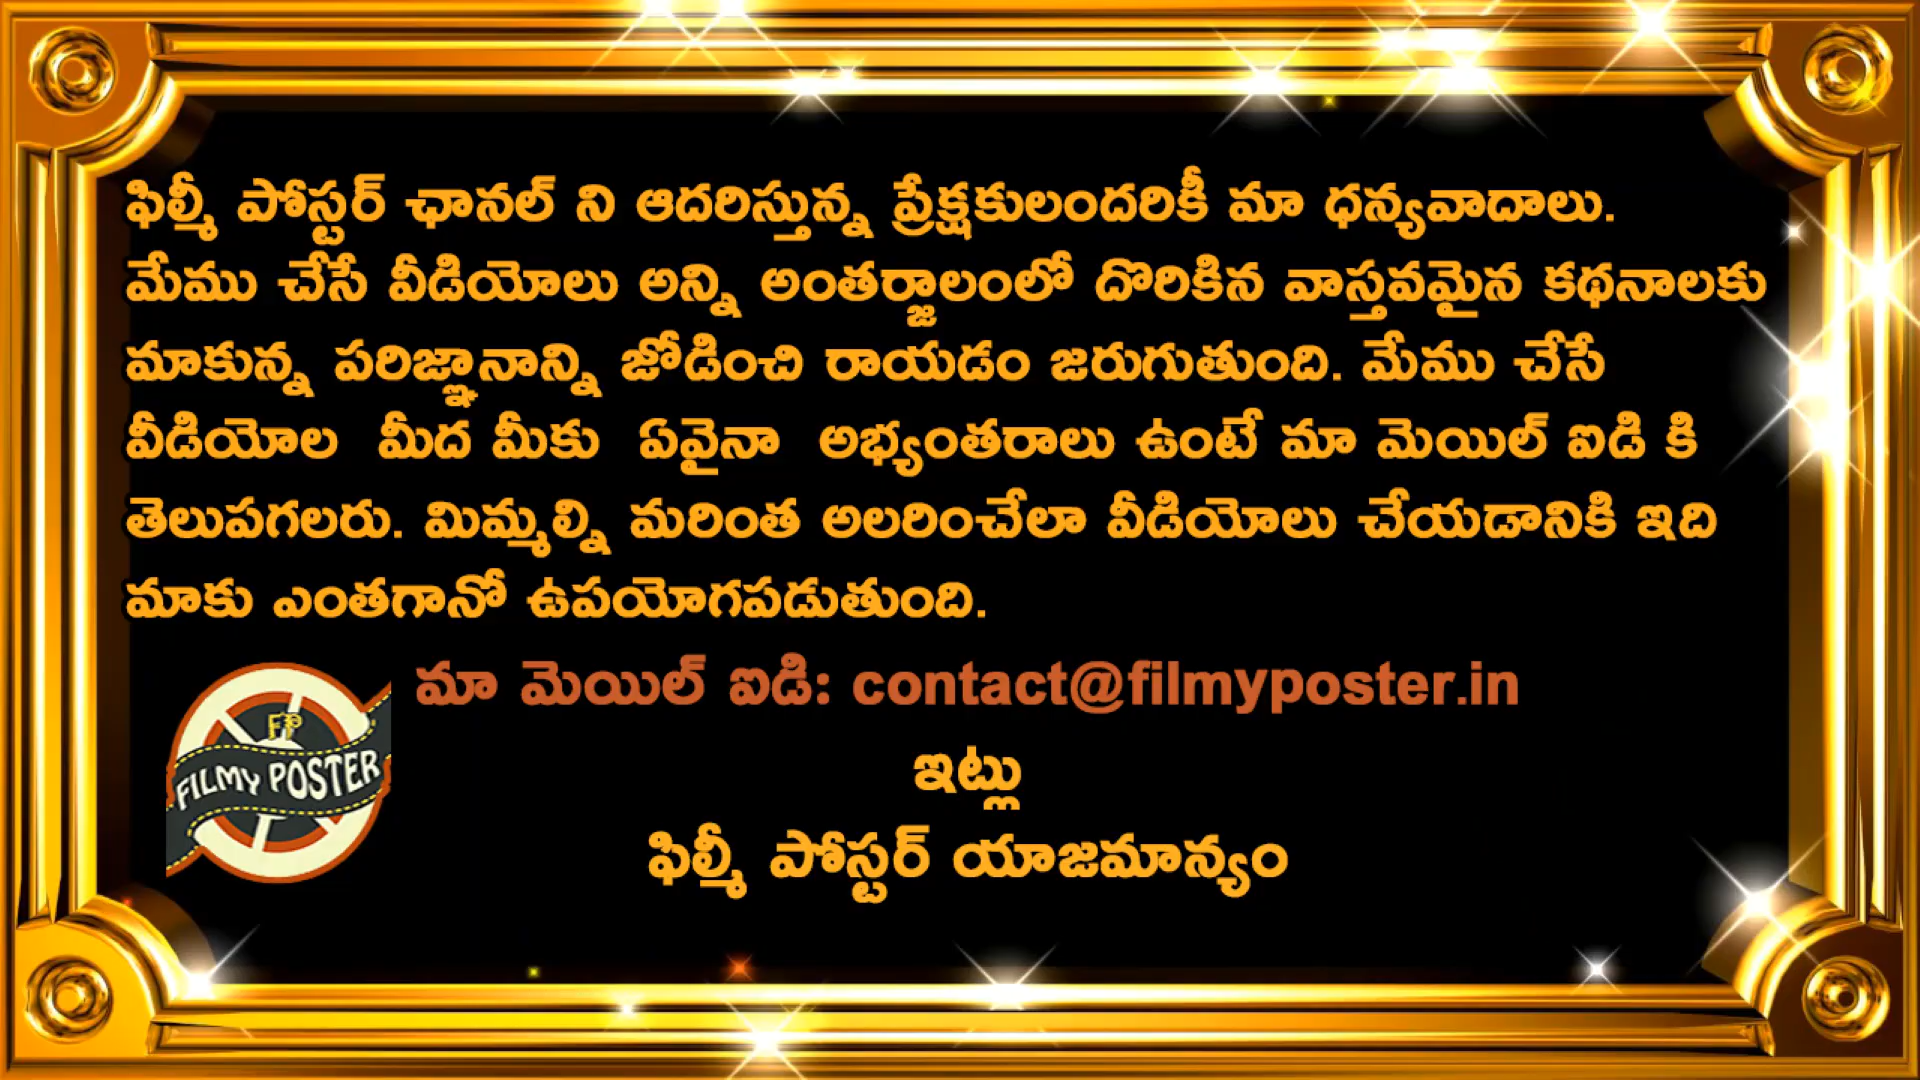 ఫిల్మీ పోస్టర్ ఛానల్ ని ఆదరిస్తున్న ప్రేక్షకులందరికీ మా ధన్యవాదాలు.
మేము చేసే వీడియోలు అన్ని అంతర్జాలంలో దొరికిన వాస్తవమైన కథనాలకు
మాకున్న పరిజ్ఞానాన్ని జోడించి రాయడం జరుగుతుంది. మేము చేసే
వీడియోల మీద మీకు ఏవైనా అభ్యంతరాలు ఉంటే మా మెయిల్ ఐడి కి
తెలుపగలరు. మిమ్మల్ని మరింత అలరించేలా వీడియోలు చేయడానికి ఇది
మాకు ఎంతగానో ఉపయోగపడుతుంది.
మా మెయిల్ ఐడి: contact@filmyposter.in
FP
FILMY POSTER
ఇట్లు
ఫిల్మీ పోస్టర్ యాజమాన్యం